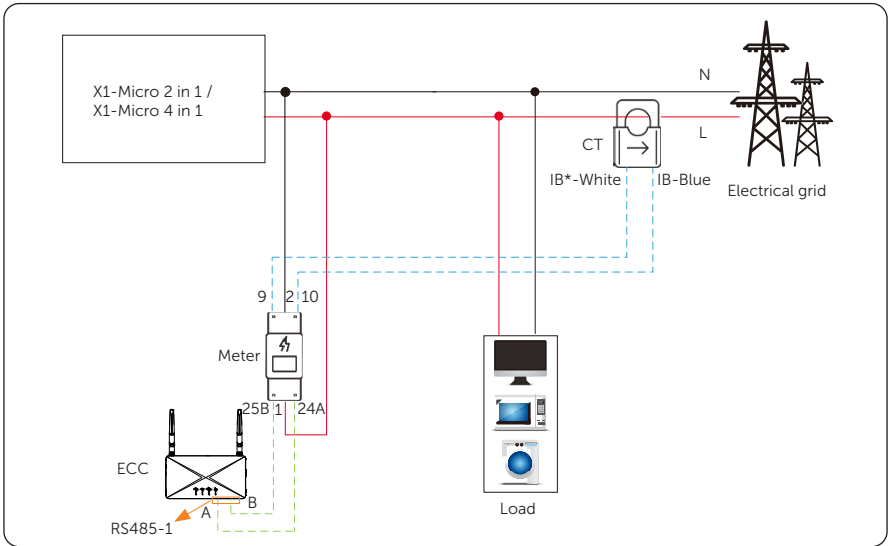 X1-Micro 2 in 1 /
X1-Micro 4 in 1
N
L
CT
IB*-White
IB-Blue
Electrical grid
9
2
10
Meter
25B
1
24A
ECC
A
B
RS485-1
Load